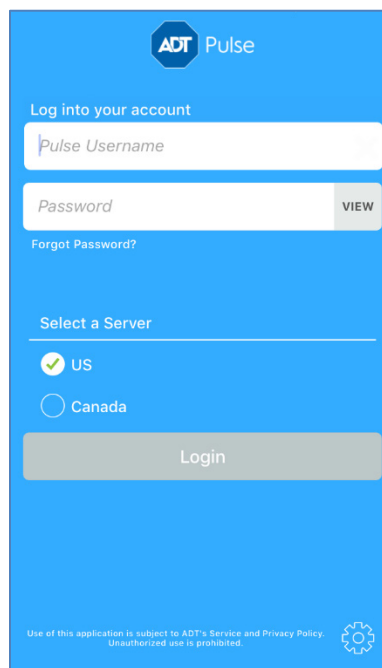 ADT Pulse
Log into your account
Pulse Username
Password VIEW
Forgot Password?
Select a Server
US
Canada
Login
Use of this application is subject to ADT's Service and Privacy Policy.
Unauthorized use is prohibited.